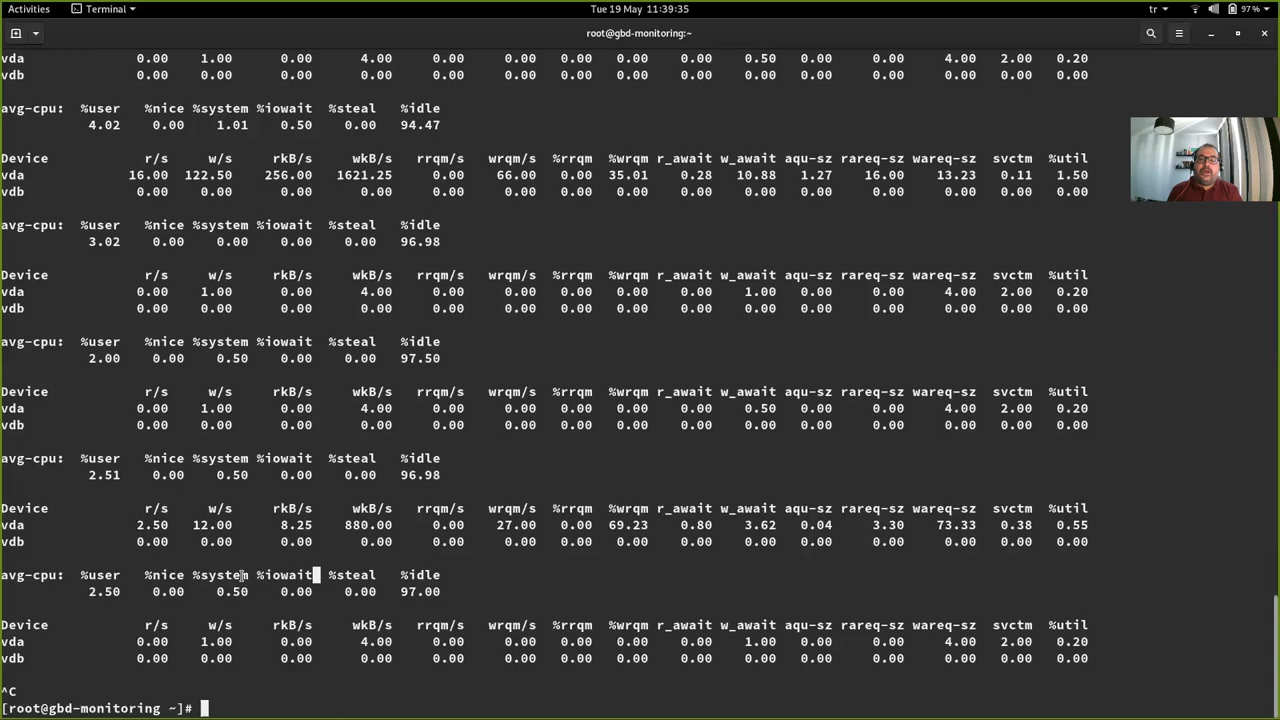 Activities Terminal Tue 19 May 11:39:35 tr 97 %
root@gbd-monitoring:~
vda 0.00 1.00 0.00 4.00 0.00 0.00 0.00 0.00 0.00 0.50 0.00 0.00 4.00 2.00 0.20
vdb 0.00 0.00 0.00 0.00 0.00 0.00 0.00 0.00 0.00 0.00 0.00 0.00 0.00 0.00 0.00
avg-cpu: %user %nice %system %iowait %steal %idle
4.02 0.00 1.01 0.50 0.00 94.47
Device r/s w/s rkB/s wkB/s rrqm/s wrqm/s %rrqm %wrqm r_await w_await aqu-sz rareq-sz wareq-sz svctm %util
vda 16.00 122.50 256.00 1621.25 0.00 66.00 0.00 35.01 0.28 10.88 1.27 16.00 13.23 0.11 1.50
vdb 0.00 0.00 0.00 0.00 0.00 0.00 0.00 0.00 0.00 0.00 0.00 0.00 0.00 0.00 0.00
avg-cpu: %user %nice %system %iowait %steal %idle
3.02 0.00 0.00 0.00 0.00 96.98
Device r/s w/s rkB/s wkB/s rrqm/s wrqm/s %rrqm %wrqm r_await w_await aqu-sz rareq-sz wareq-sz svctm %util
vda 0.00 1.00 0.00 4.00 0.00 0.00 0.00 0.00 0.00 1.00 0.00 0.00 4.00 2.00 0.20
vdb 0.00 0.00 0.00 0.00 0.00 0.00 0.00 0.00 0.00 0.00 0.00 0.00 0.00 0.00 0.00
avg-cpu: %user %nice %system %iowait %steal %idle
2.00 0.00 0.50 0.00 0.00 97.50
Device r/s w/s rkB/s wkB/s rrqm/s wrqm/s %rrqm %wrqm r_await w_await aqu-sz rareq-sz wareq-sz svctm %util
vda 0.00 1.00 0.00 4.00 0.00 0.00 0.00 0.00 0.00 0.50 0.00 0.00 4.00 2.00 0.20
vdb 0.00 0.00 0.00 0.00 0.00 0.00 0.00 0.00 0.00 0.00 0.00 0.00 0.00 0.00 0.00
avg-cpu: %user %nice %system %iowait %steal %idle
2.51 0.00 0.50 0.00 0.00 96.98
Device r/s w/s rkB/s wkB/s rrqm/s wrqm/s %rrqm %wrqm r_await w_await aqu-sz rareq-sz wareq-sz svctm %util
vda 2.50 12.00 8.25 880.00 0.00 27.00 0.00 69.23 0.80 3.62 0.04 3.30 73.33 0.38 0.55
vdb 0.00 0.00 0.00 0.00 0.00 0.00 0.00 0.00 0.00 0.00 0.00 0.00 0.00 0.00 0.00
avg-cpu: %user %nice %system %iowait %steal %idle
2.50 0.00 0.50 0.00 0.00 97.00
Device r/s w/s rkB/s wkB/s rrqm/s wrqm/s %rrqm %wrqm r_await w_await aqu-sz rareq-sz wareq-sz svctm %util
vda 0.00 1.00 0.00 4.00 0.00 0.00 0.00 0.00 0.00 1.00 0.00 0.00 4.00 2.00 0.20
vdb 0.00 0.00 0.00 0.00 0.00 0.00 0.00 0.00 0.00 0.00 0.00 0.00 0.00 0.00 0.00
^C
[root@gbd-monitoring ~]#